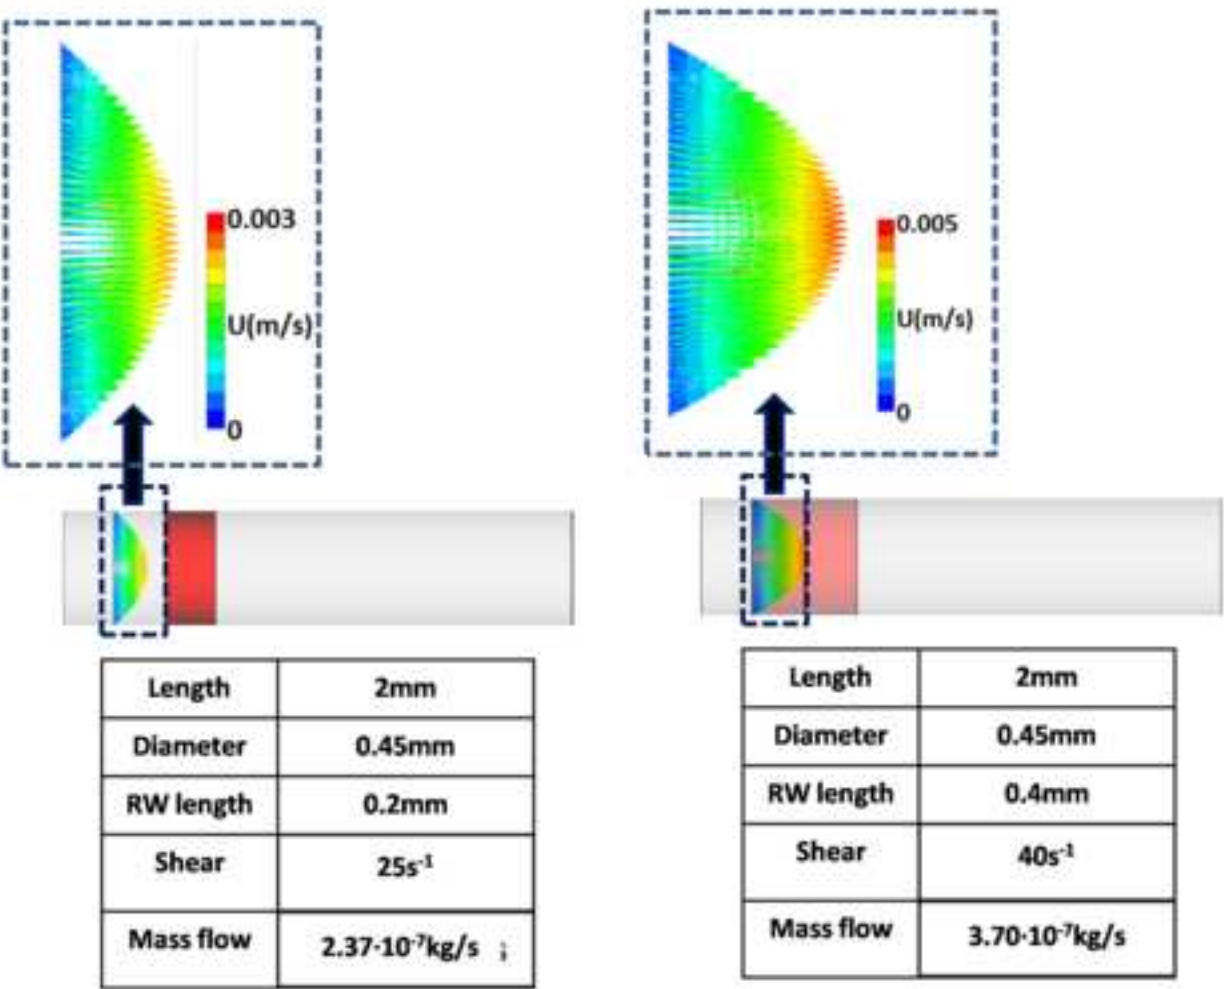 0.003
U(m/s)
0
0.005
U(m/s)
0
Length 2mm
Diameter 0.45mm
RW length 0.2mm
Shear 25s⁻¹
Mass flow 2.37·10⁻⁷kg/s ;
Length 2mm
Diameter 0.45mm
RW length 0.4mm
Shear 40s⁻¹
Mass flow 3.70·10⁻⁷kg/s